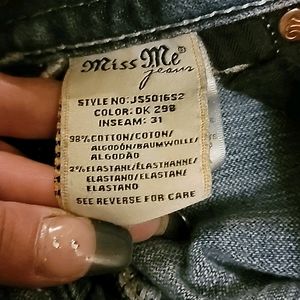 Miss Me®
jeans
STYLE NO:JS5016S2
COLOR: DK 298
INSEAM: 31
98% COTTON/COTON/
ALGODÓN/BAUMWOLLE/
ALGODÃO
2% ELASTANE/ÉLASTHANNE/
ELASTANO/ELASTAN/
ELASTANO
SEE REVERSE FOR CARE